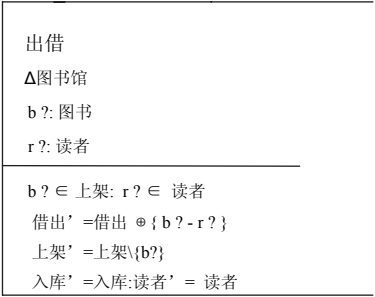 出借
Δ图书馆
b ?: 图书
r ?: 读者
b ? ∈ 上架: r ? ∈ 读者
借出’ =借出 ⊕ { b ? - r ? }
上架’ =上架\{b?}
入库’ =入库:读者’ = 读者